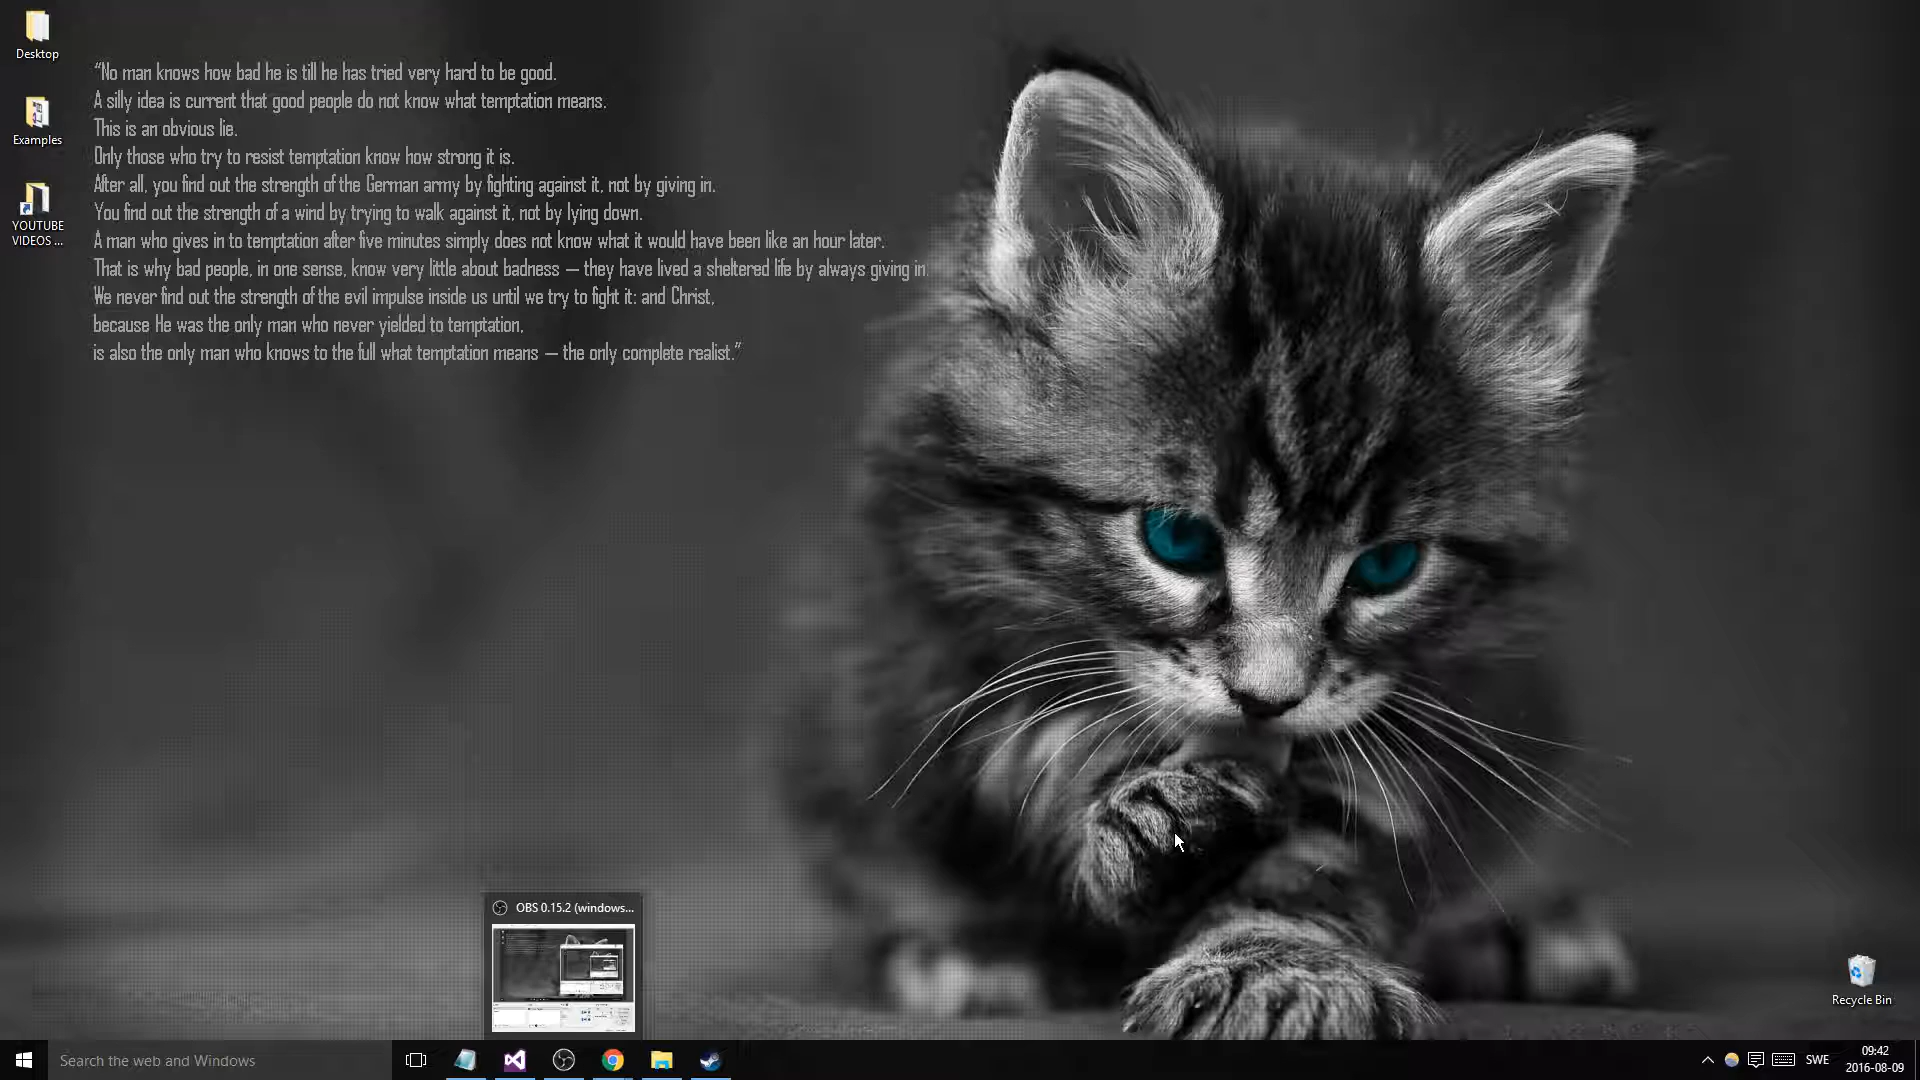 Desktop
Examples
YOUTUBE
VIDEOS ...
“No man knows how bad he is till he has tried very hard to be good.
A silly idea is current that good people do not know what temptation means.
This is an obvious lie.
Only those who try to resist temptation know how strong it is.
After all, you find out the strength of the German army by fighting against it, not by giving in.
You find out the strength of a wind by trying to walk against it, not by lying down.
A man who gives in to temptation after five minutes simply does not know what it would have been like an hour later.
That is why bad people, in one sense, know very little about badness — they have lived a sheltered life by always giving in.
We never find out the strength of the evil impulse inside us until we try to fight it: and Christ,
because He was the only man who never yielded to temptation,
is also the only man who knows to the full what temptation means — the only complete realist.”
OBS 0.15.2 (windows...
Recycle Bin
Search the web and Windows
SWE
09:42
2016-08-09